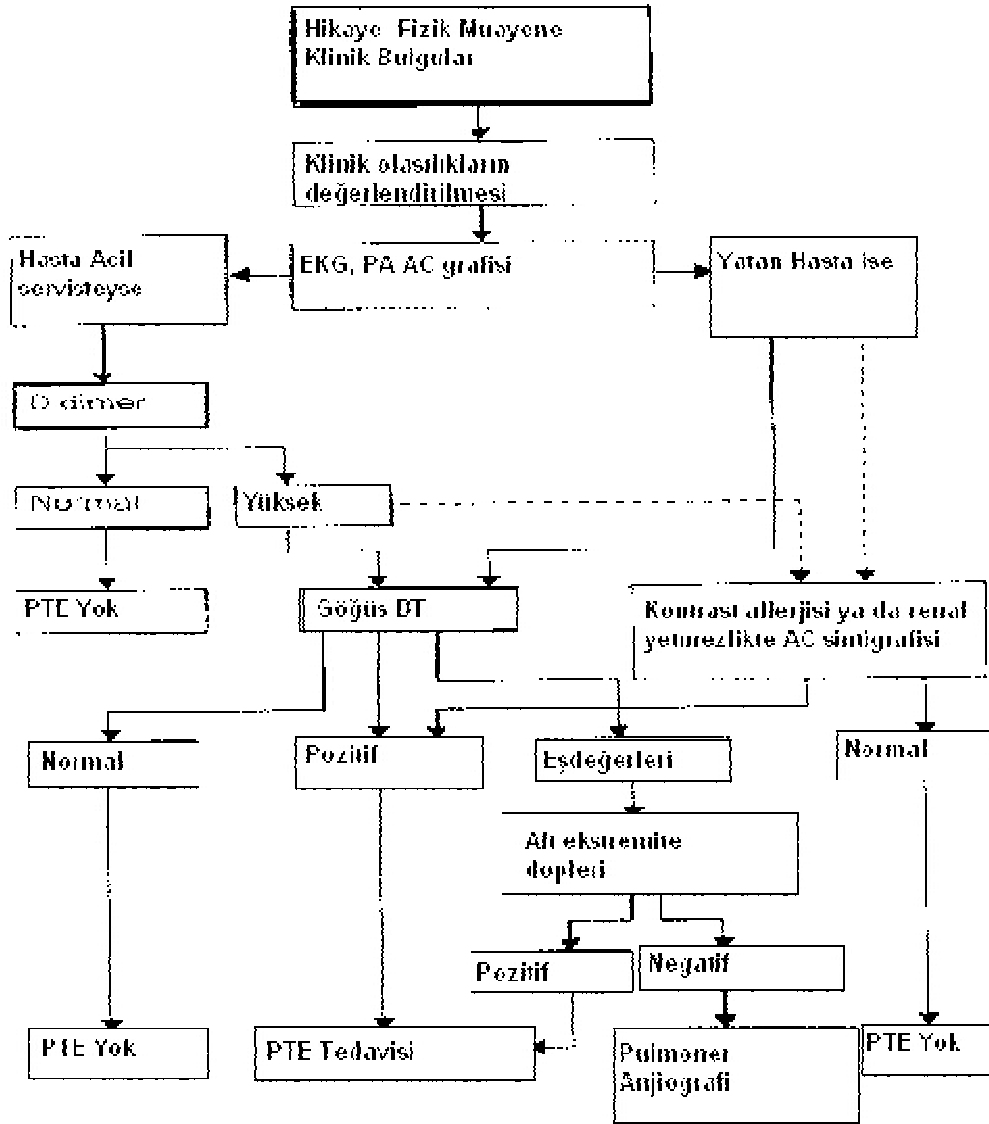 Hikaye Fizik Muayene
Klinik Bulgular
Klinik olasılıkların
değerlendirilmesi
Hasta Acil
servisteyse
EKG, PA AC grafisi
Yatan Hasta ise
D dimer
Normal
Yüksek
PTE Yok
Göğüs BT
Kontrast allerjisi ya da renal
yetmezlikte AC sintigrafisi
Normal
Pozitif
Eşdeğerleri
Normal
Alt ekstremite
dopleri
Pozitif
Negatif
PTE Yok
PTE Tedavisi
Pulmoner
Anjiografi
PTE Yok